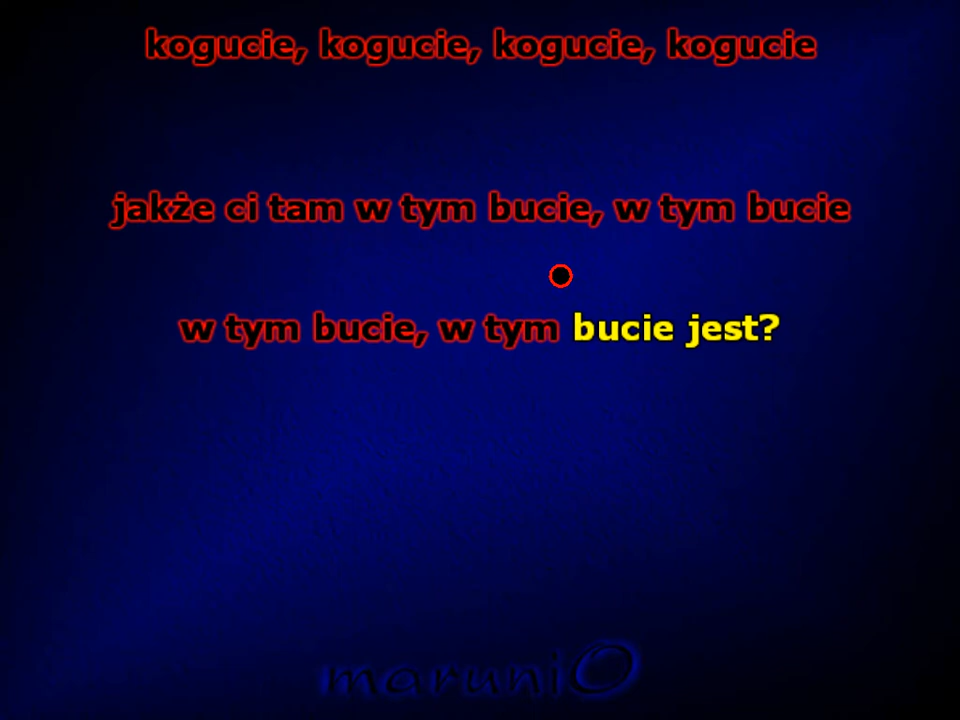 kogucie, kogucie, kogucie, kogucie
jakże ci tam w tym bucie, w tym bucie
w tym bucie, w tym bucie jest?
maruniO